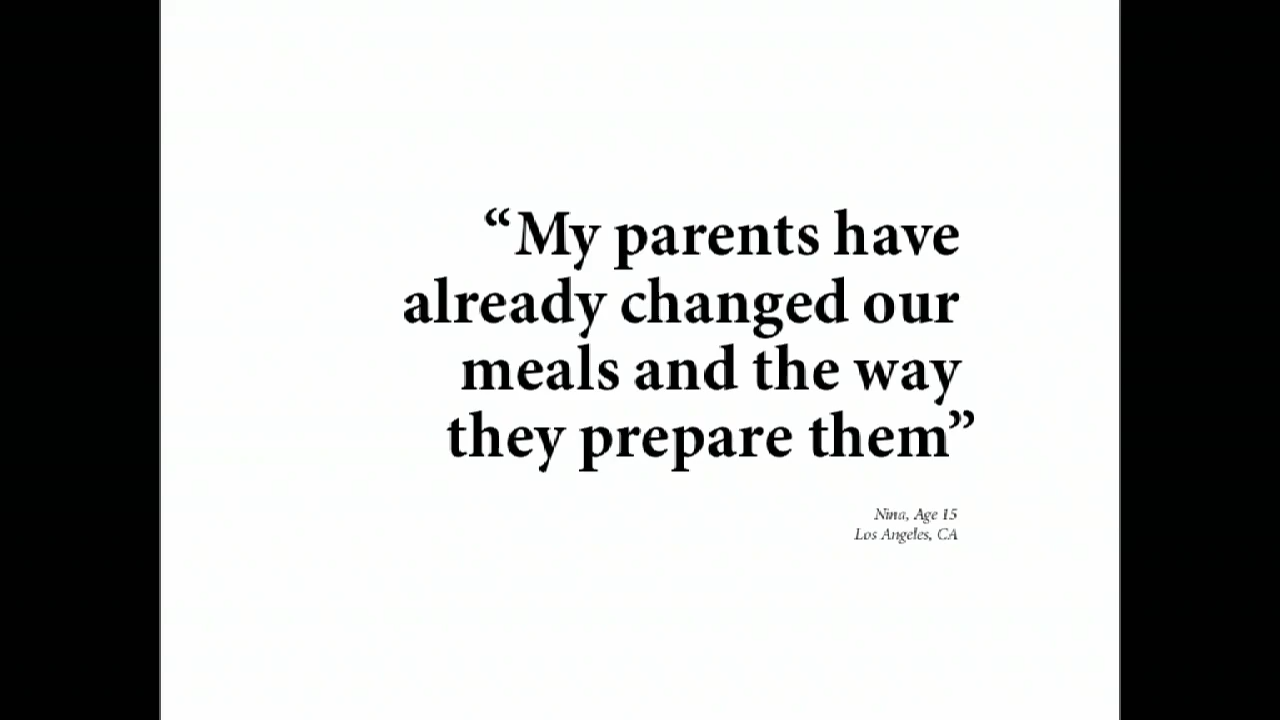 “My parents have
already changed our
meals and the way
they prepare them”
Nina, Age 15
Los Angeles, CA